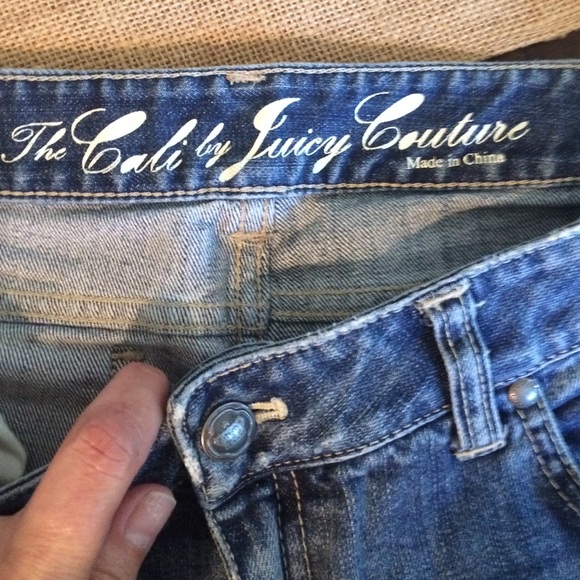 The Cali by Juicy Couture
Made in China